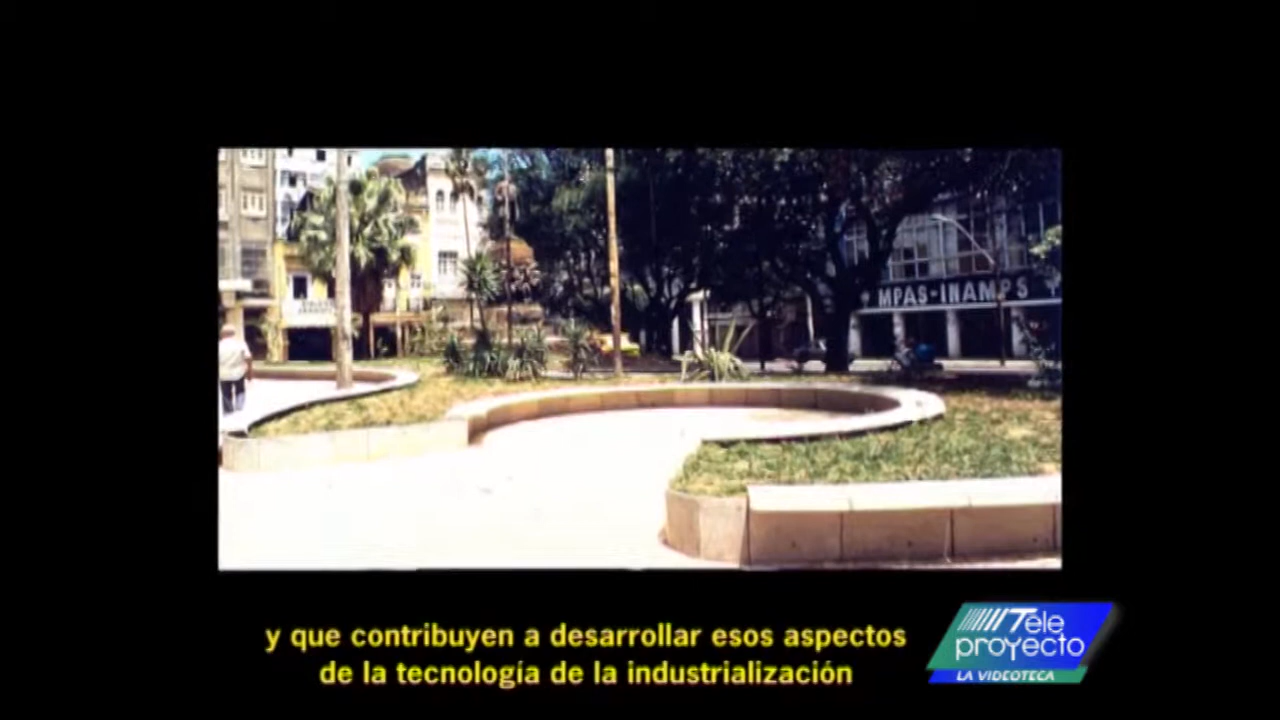 MPAS-INAMPS
y que contribuyen a desarrollar esos aspectos
de la tecnología de la industrialización
Tele
proyecto
LA VIDEOTECA